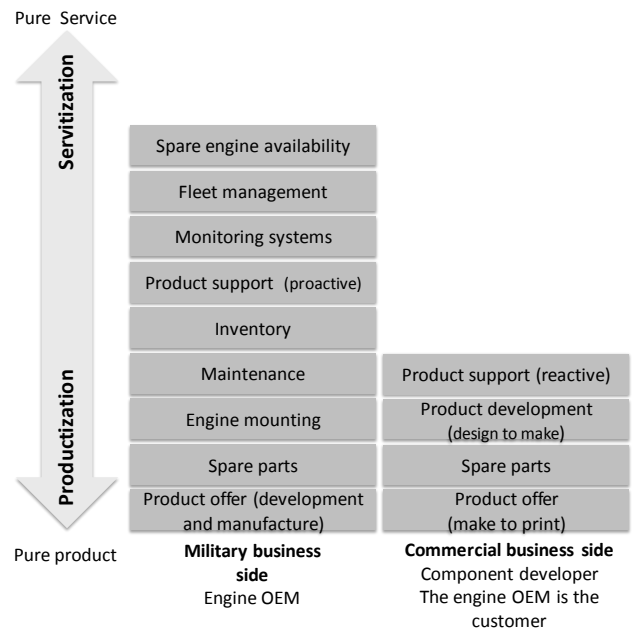 Pure Service
Servitization
Productization
Pure product
Spare engine availability
Fleet management
Monitoring systems
Product support (proactive)
Inventory
Maintenance
Engine mounting
Spare parts
Product offer (development
and manufacture)
Military business
side
Engine OEM
Product support (reactive)
Product development
(design to make)
Spare parts
Product offer
(make to print)
Commercial business side
Component developer
The engine OEM is the
customer